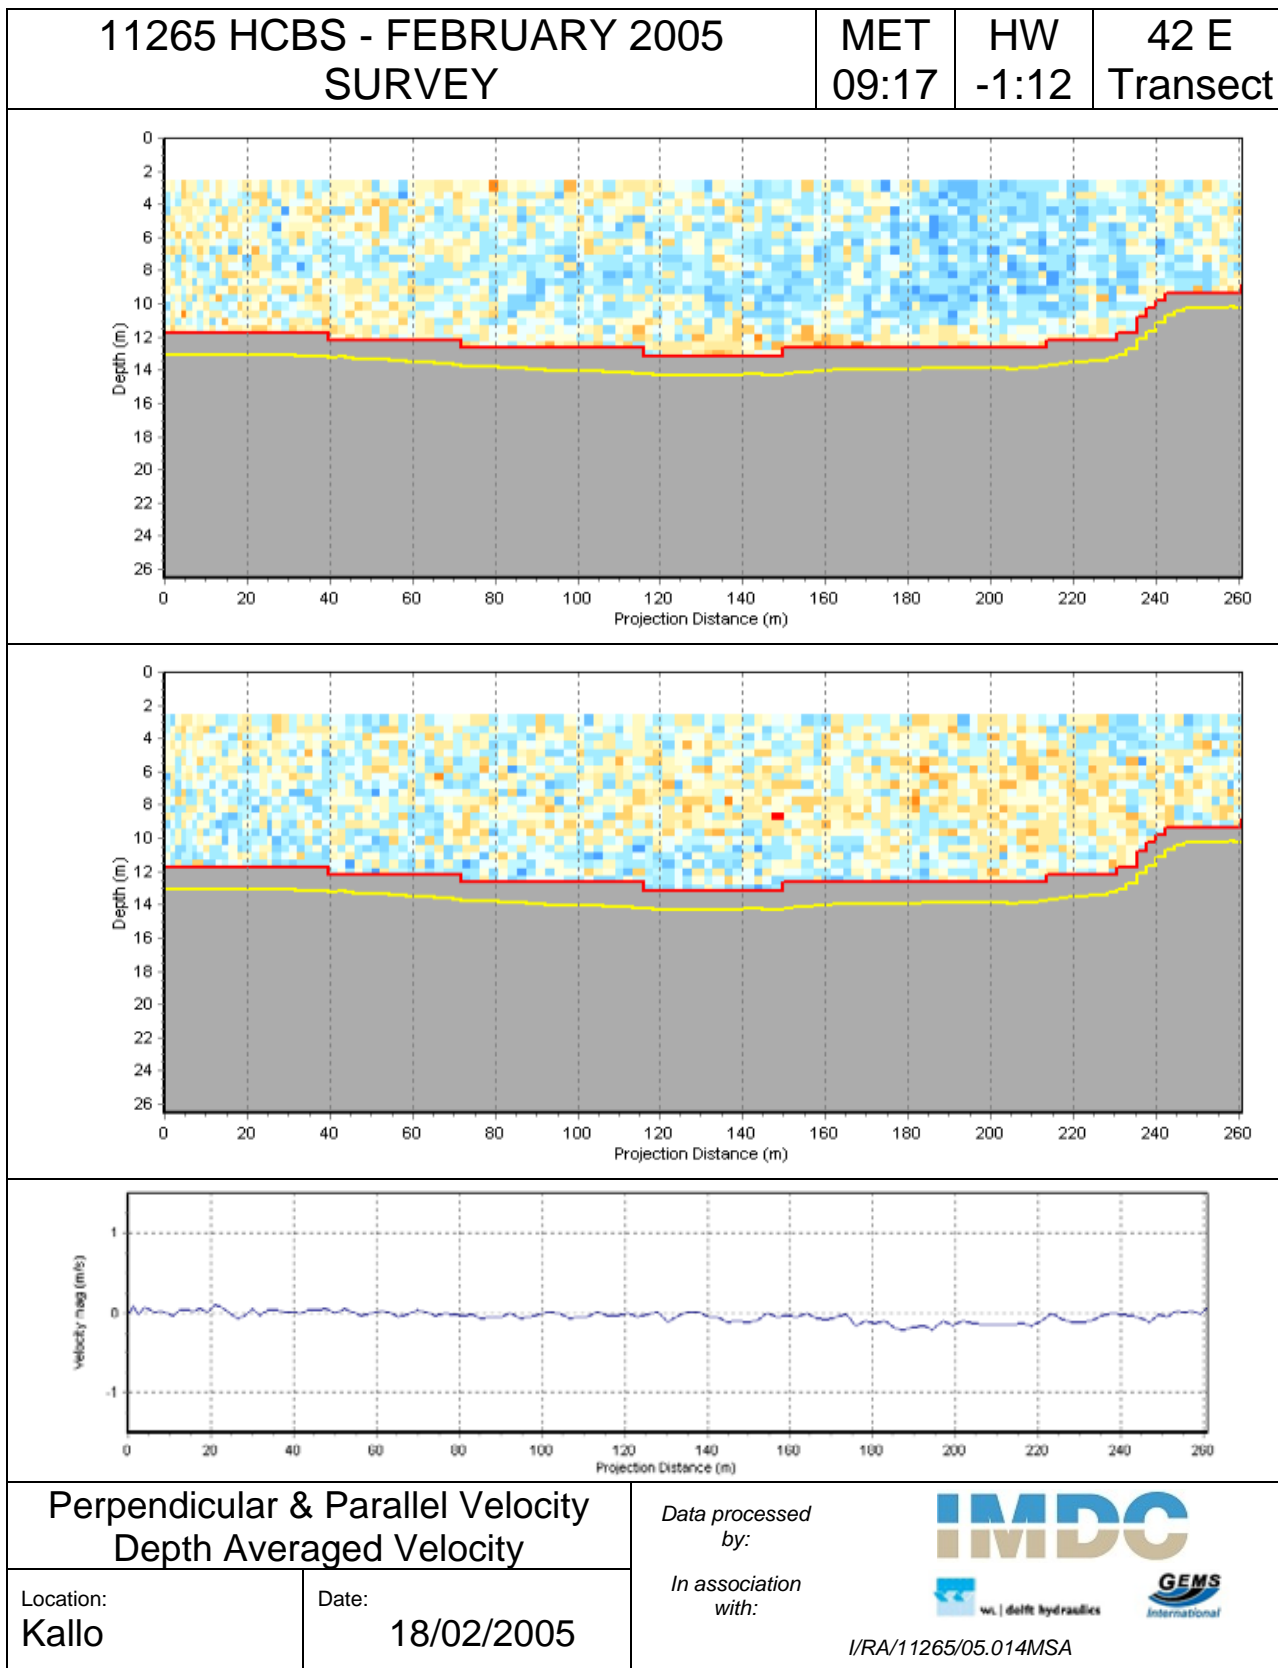 11265 HCBS - FEBRUARY 2005
SURVEY
MET
09:17
HW
-1:12
42 E
Transect
0
2
4
6
8
10
12
14
16
18
20
22
24
26
Depth (m)
0 20 40 60 80 100 120 140 160 180 200 220 240 260
Projection Distance (m)
0
2
4
6
8
10
12
14
16
18
20
22
24
26
Depth (m)
0 20 40 60 80 100 120 140 160 180 200 220 240 260
Projection Distance (m)
1
0
-1
Velocity mag (m/s)
0 20 40 60 80 100 120 140 160 180 200 220 240 260
Projection Distance (m)
Perpendicular & Parallel Velocity
Depth Averaged Velocity
Location:
Kallo
Date:
18/02/2005
Data processed
by:
IMDC
In association
with:
wl | delft hydraulics
GEMS
International
I/RA/11265/05.014MSA